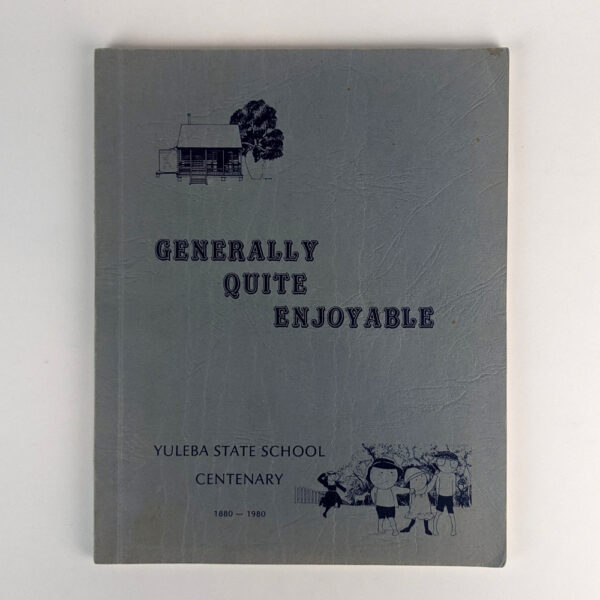 GENERALLY
QUITE
ENJOYABLE
YULEBA STATE SCHOOL
CENTENARY
1880 — 1980